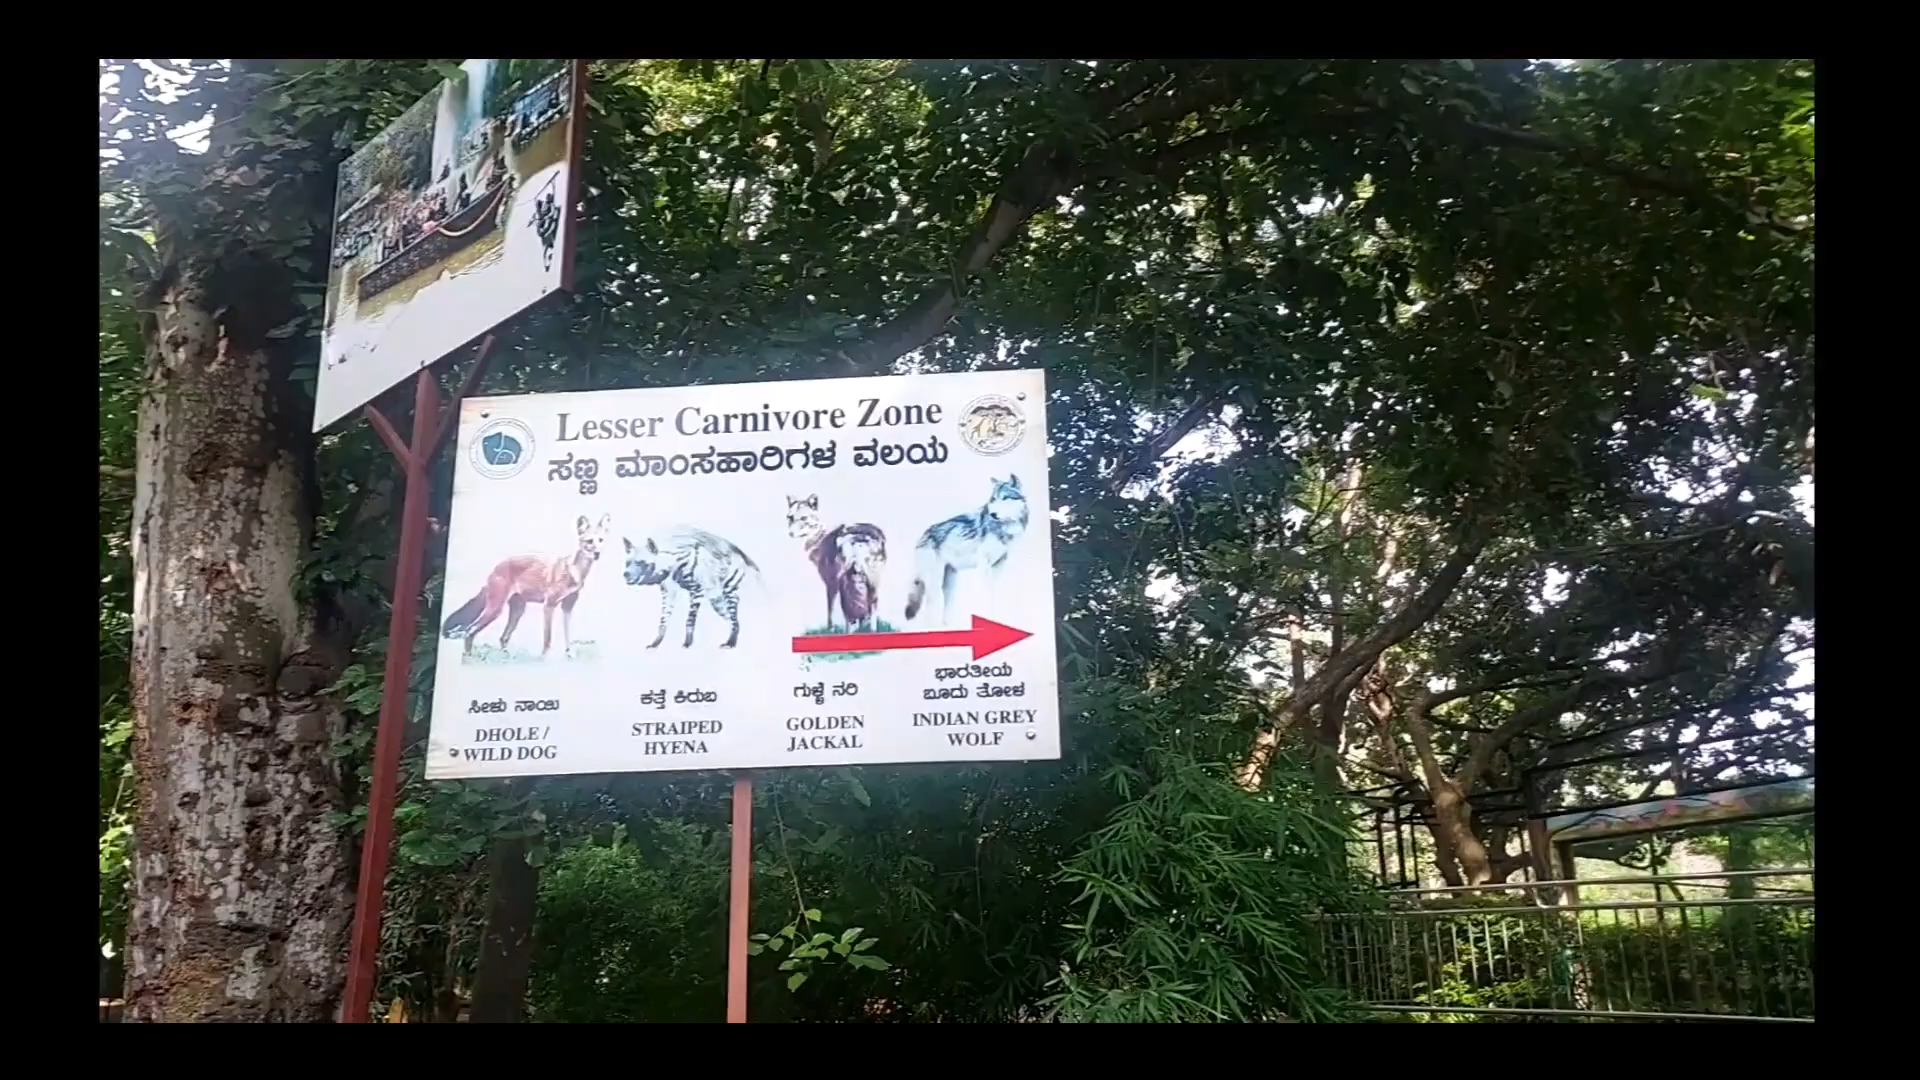 Lesser Carnivore Zone
ಸಣ್ಣ ಮಾಂಸಹಾರಿಗಳ ವಲಯ
ಸೀಳು ನಾಯಿ
DHOLE /
WILD DOG
ಕತ್ತೆ ಕಿರುಬ
STRAIPED
HYENA
ಗುಳ್ಳೆ ನರಿ
GOLDEN
JACKAL
ಭಾರತೀಯ
ಬೂದು ತೋಳ
INDIAN GREY
WOLF